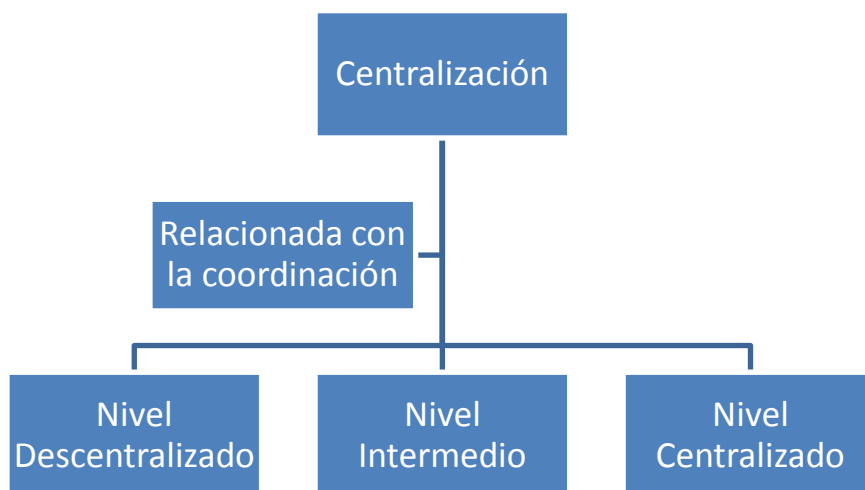 Centralización
Relacionada con
la coordinación
Nivel
Descentralizado
Nivel
Intermedio
Nivel
Centralizado